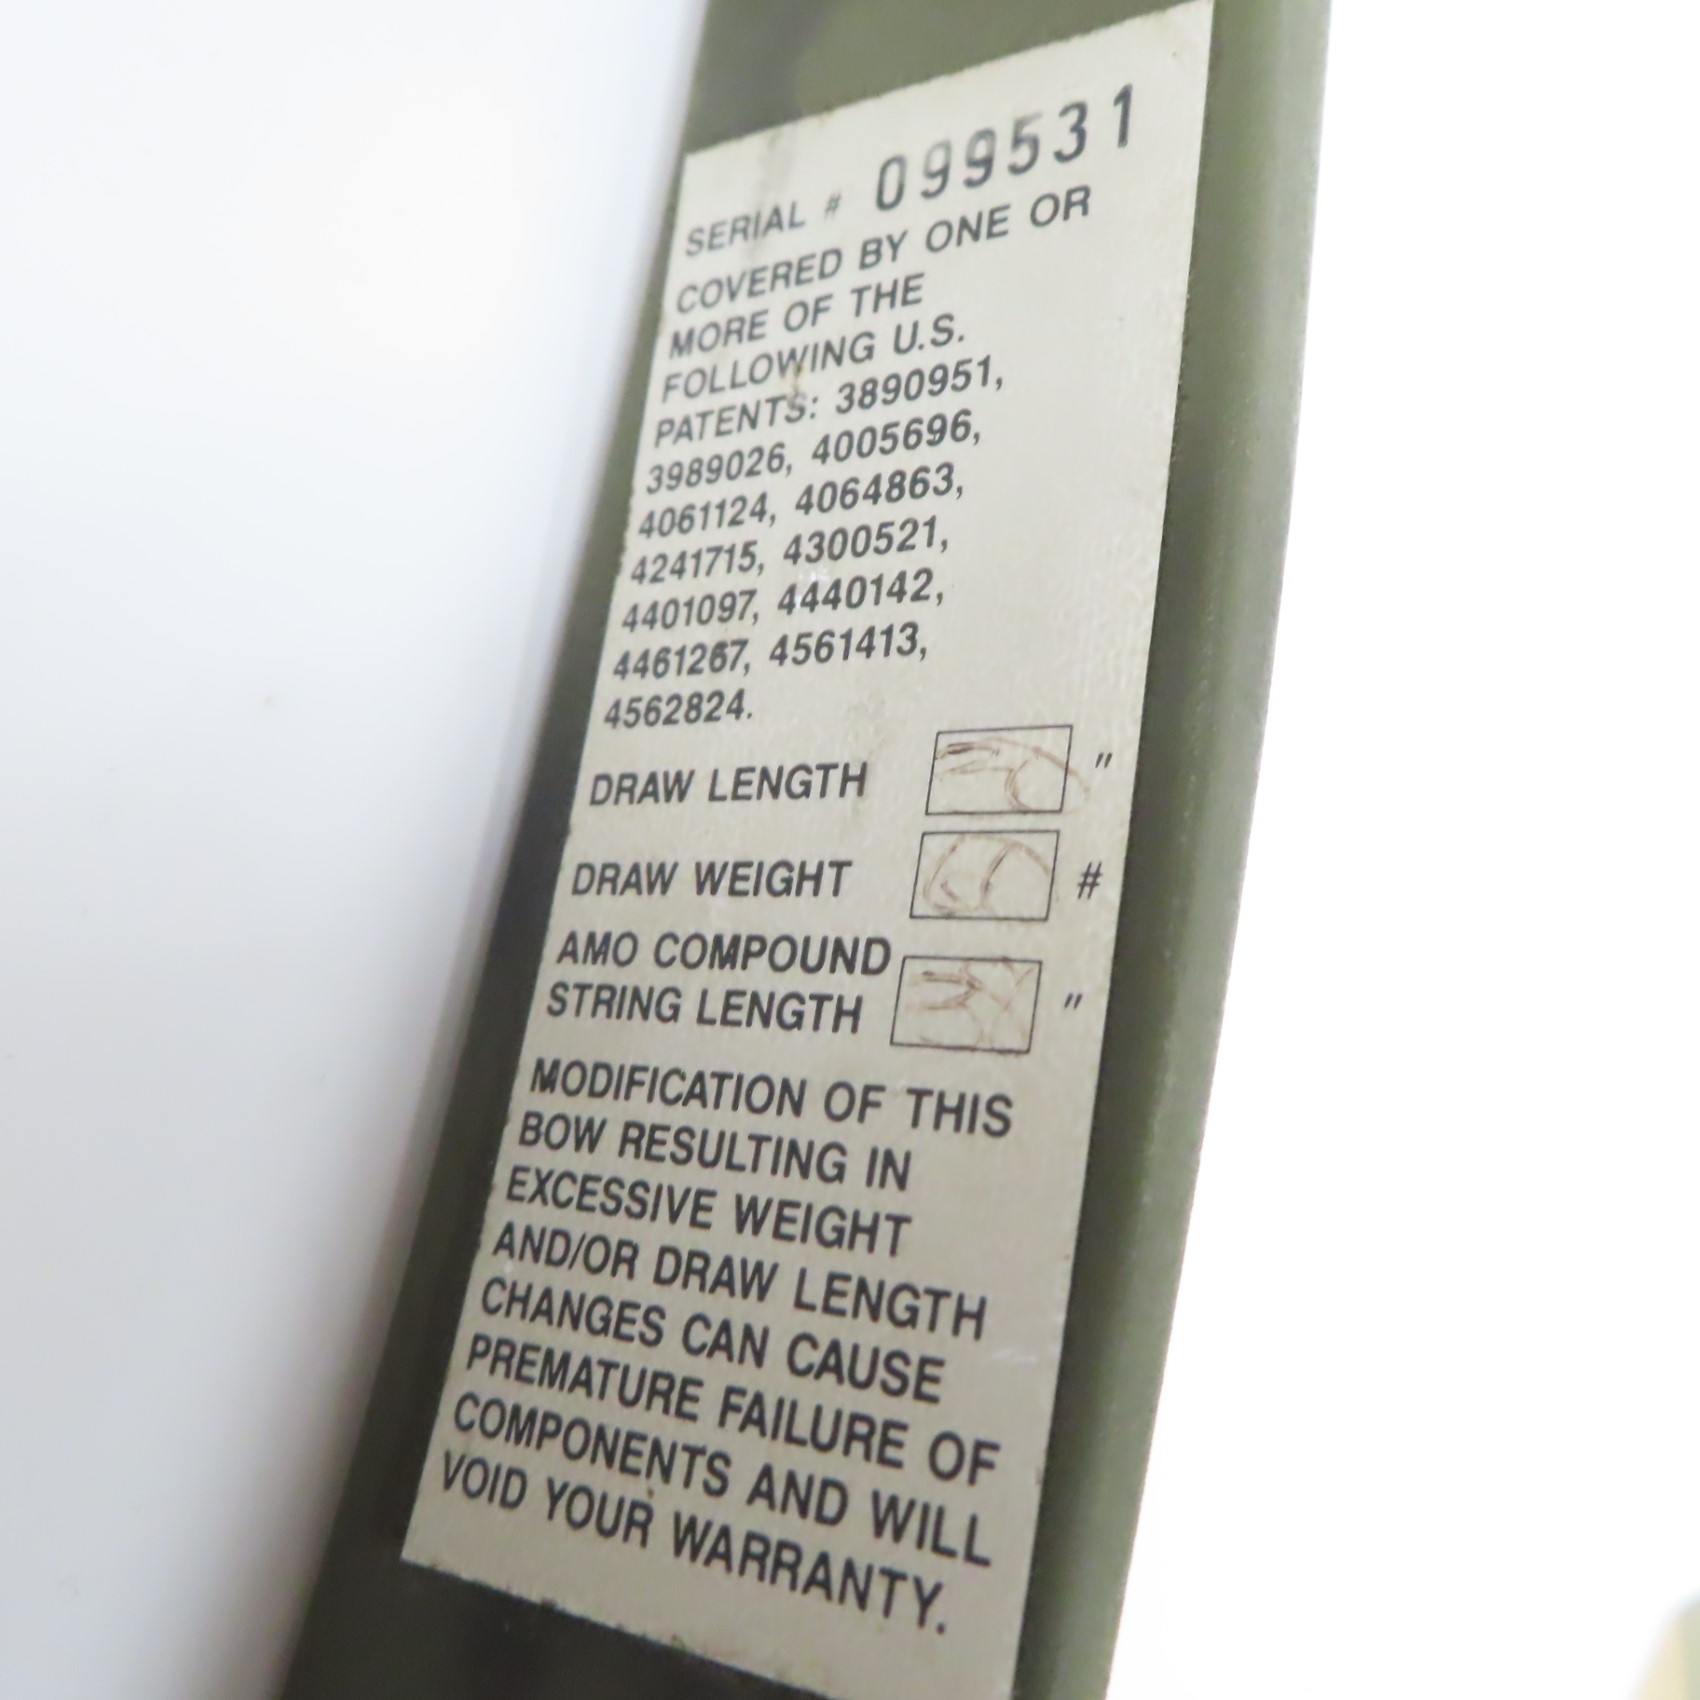 SERIAL # 099531
COVERED BY ONE OR
MORE OF THE
FOLLOWING U.S.
PATENTS: 3890951,
3989026, 4005696,
4061124, 4064863,
4241715, 4300521,
4401097, 4440142,
4461267, 4561413,
4562824.
DRAW LENGTH "
DRAW WEIGHT #
AMO COMPOUND
STRING LENGTH "
MODIFICATION OF THIS
BOW RESULTING IN
EXCESSIVE WEIGHT
AND/OR DRAW LENGTH
CHANGES CAN CAUSE
PREMATURE FAILURE OF
COMPONENTS AND WILL
VOID YOUR WARRANTY.